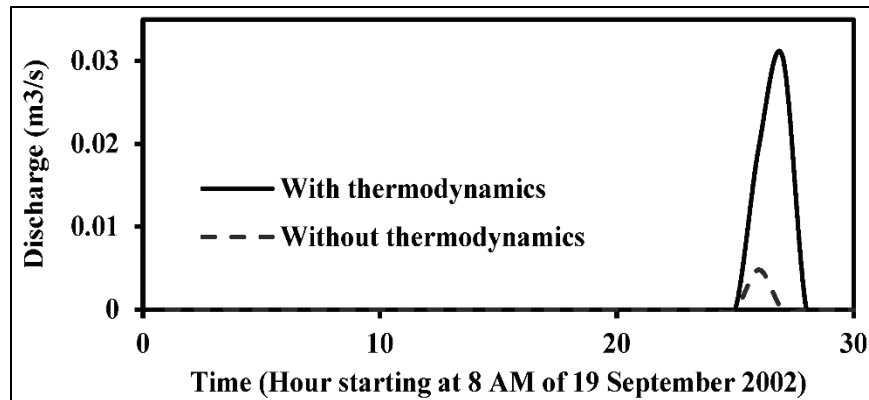 Discharge (m3/s)
0.03
0.02
0.01
0
With thermodynamics
Without thermodynamics
0 10 20 30
Time (Hour starting at 8 AM of 19 September 2002)